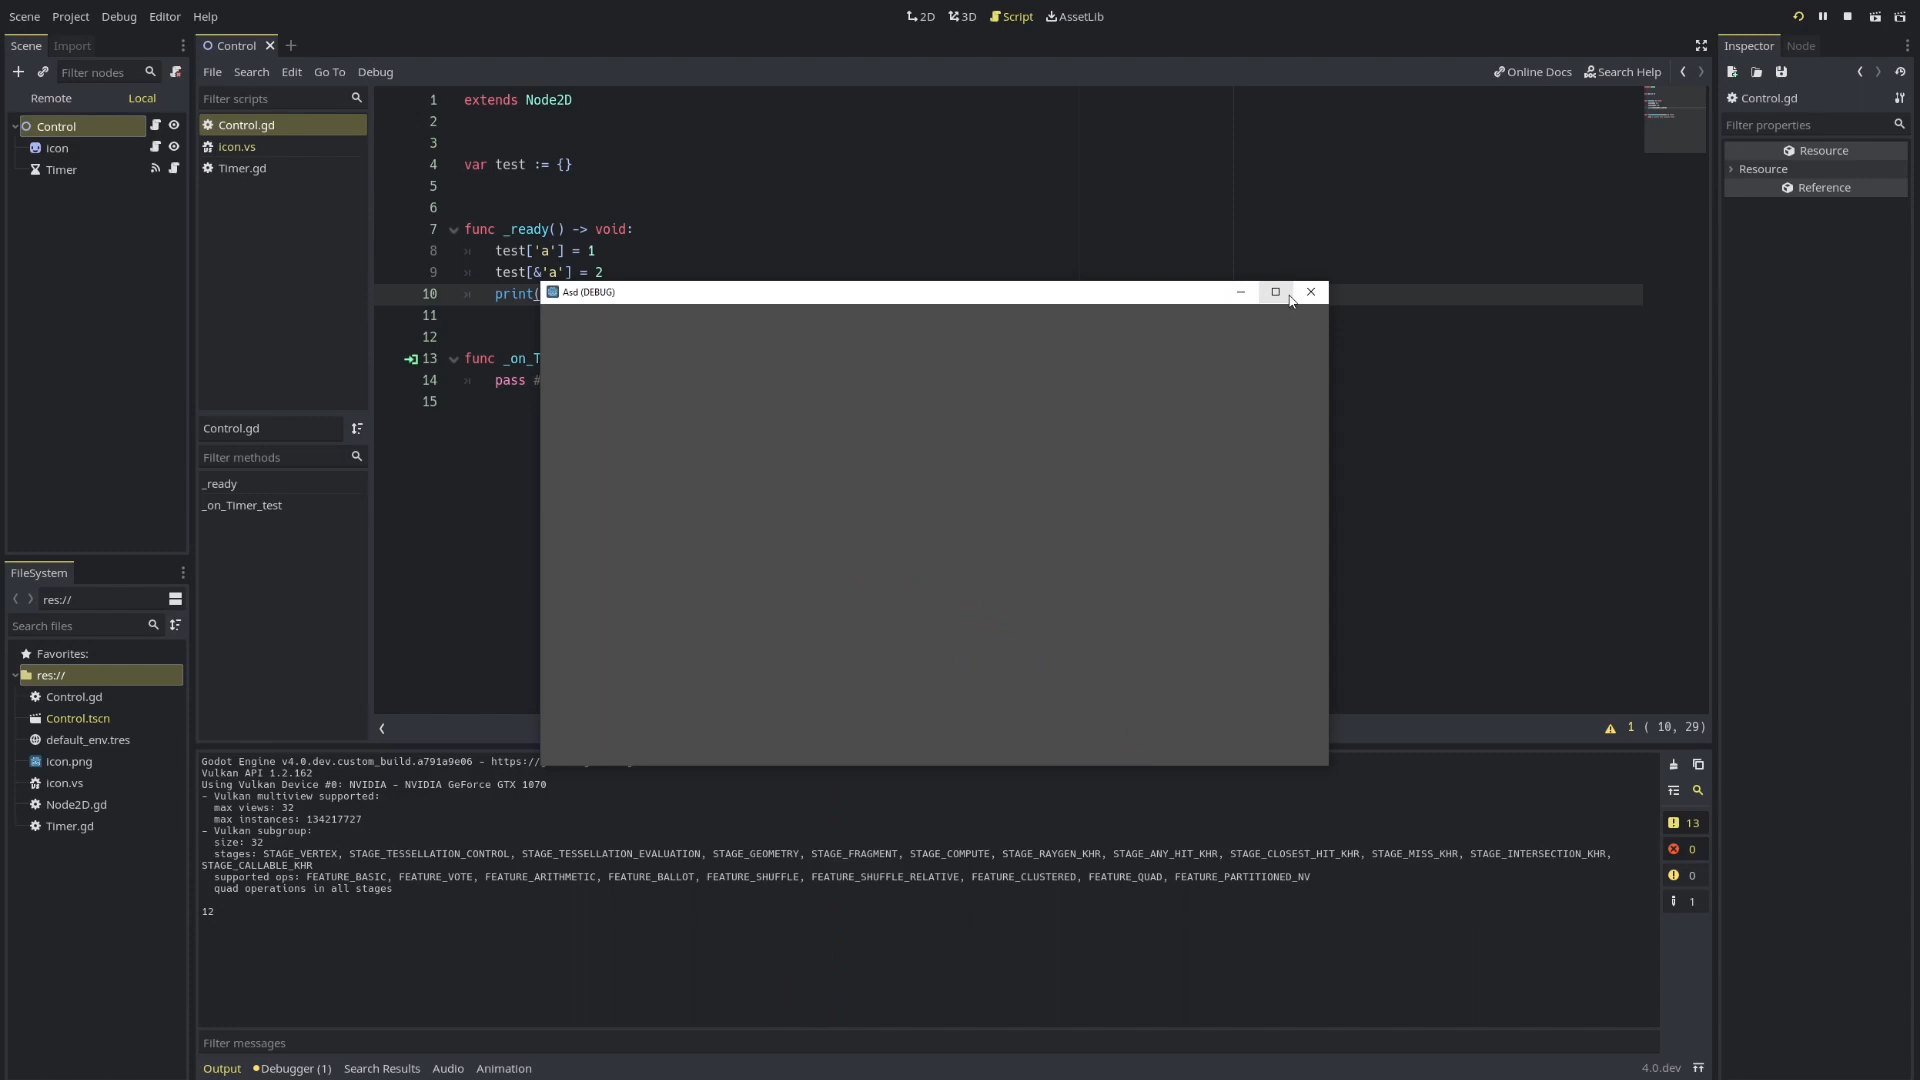 Scene Project Debug Editor Help
2D 3D Script AssetLib
Scene Import
Filter nodes
Remote Local
Control
icon
Timer
Control
File Search Edit Go To Debug
Online Docs Search Help
Filter scripts
Control.gd
icon.vs
Timer.gd
Control.gd
Filter methods
_ready
_on_Timer_test
1 extends Node2D
2
3
4 var test := {}
5
6
7 func _ready() -> void:
8 test['a'] = 1
9 test[&'a'] = 2
10 print(
11
12
13 func _on_T
14 pass #
15
Asd (DEBUG)
1 ( 10, 29)
Inspector Node
Control.gd
Filter properties
Resource
Resource
Reference
FileSystem
res://
Search files
Favorites:
res://
Control.gd
Control.tscn
default_env.tres
icon.png
icon.vs
Node2D.gd
Timer.gd
Godot Engine v4.0.dev.custom_build.a791a9e06 - https://
Vulkan API 1.2.162
Using Vulkan Device #0: NVIDIA - NVIDIA GeForce GTX 1070
- Vulkan multiview supported:
max views: 32
max instances: 134217727
- Vulkan subgroup:
size: 32
stages: STAGE_VERTEX, STAGE_TESSELLATION_CONTROL, STAGE_TESSELLATION_EVALUATION, STAGE_GEOMETRY, STAGE_FRAGMENT, STAGE_COMPUTE, STAGE_RAYGEN_KHR, STAGE_ANY_HIT_KHR, STAGE_CLOSEST_HIT_KHR, STAGE_MISS_KHR, STAGE_INTERSECTION_KHR,
STAGE_CALLABLE_KHR
supported ops: FEATURE_BASIC, FEATURE_VOTE, FEATURE_ARITHMETIC, FEATURE_BALLOT, FEATURE_SHUFFLE, FEATURE_SHUFFLE_RELATIVE, FEATURE_CLUSTERED, FEATURE_QUAD, FEATURE_PARTITIONED_NV
quad operations in all stages
12
13
0
0
1
Filter messages
Output Debugger (1) Search Results Audio Animation
4.0.dev